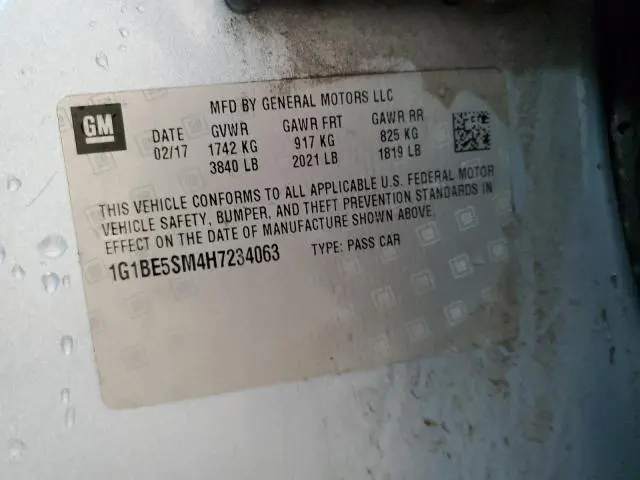 MFD BY GENERAL MOTORS LLC
GM
DATE GVWR GAWR FRT GAWR RR
02/17 1742 KG 917 KG 825 KG
3840 LB 2021 LB 1819 LB
THIS VEHICLE CONFORMS TO ALL APPLICABLE U.S. FEDERAL MOTOR
VEHICLE SAFETY, BUMPER, AND THEFT PREVENTION STANDARDS IN
EFFECT ON THE DATE OF MANUFACTURE SHOWN ABOVE.
1G1BE5SM4H7234063 TYPE: PASS CAR